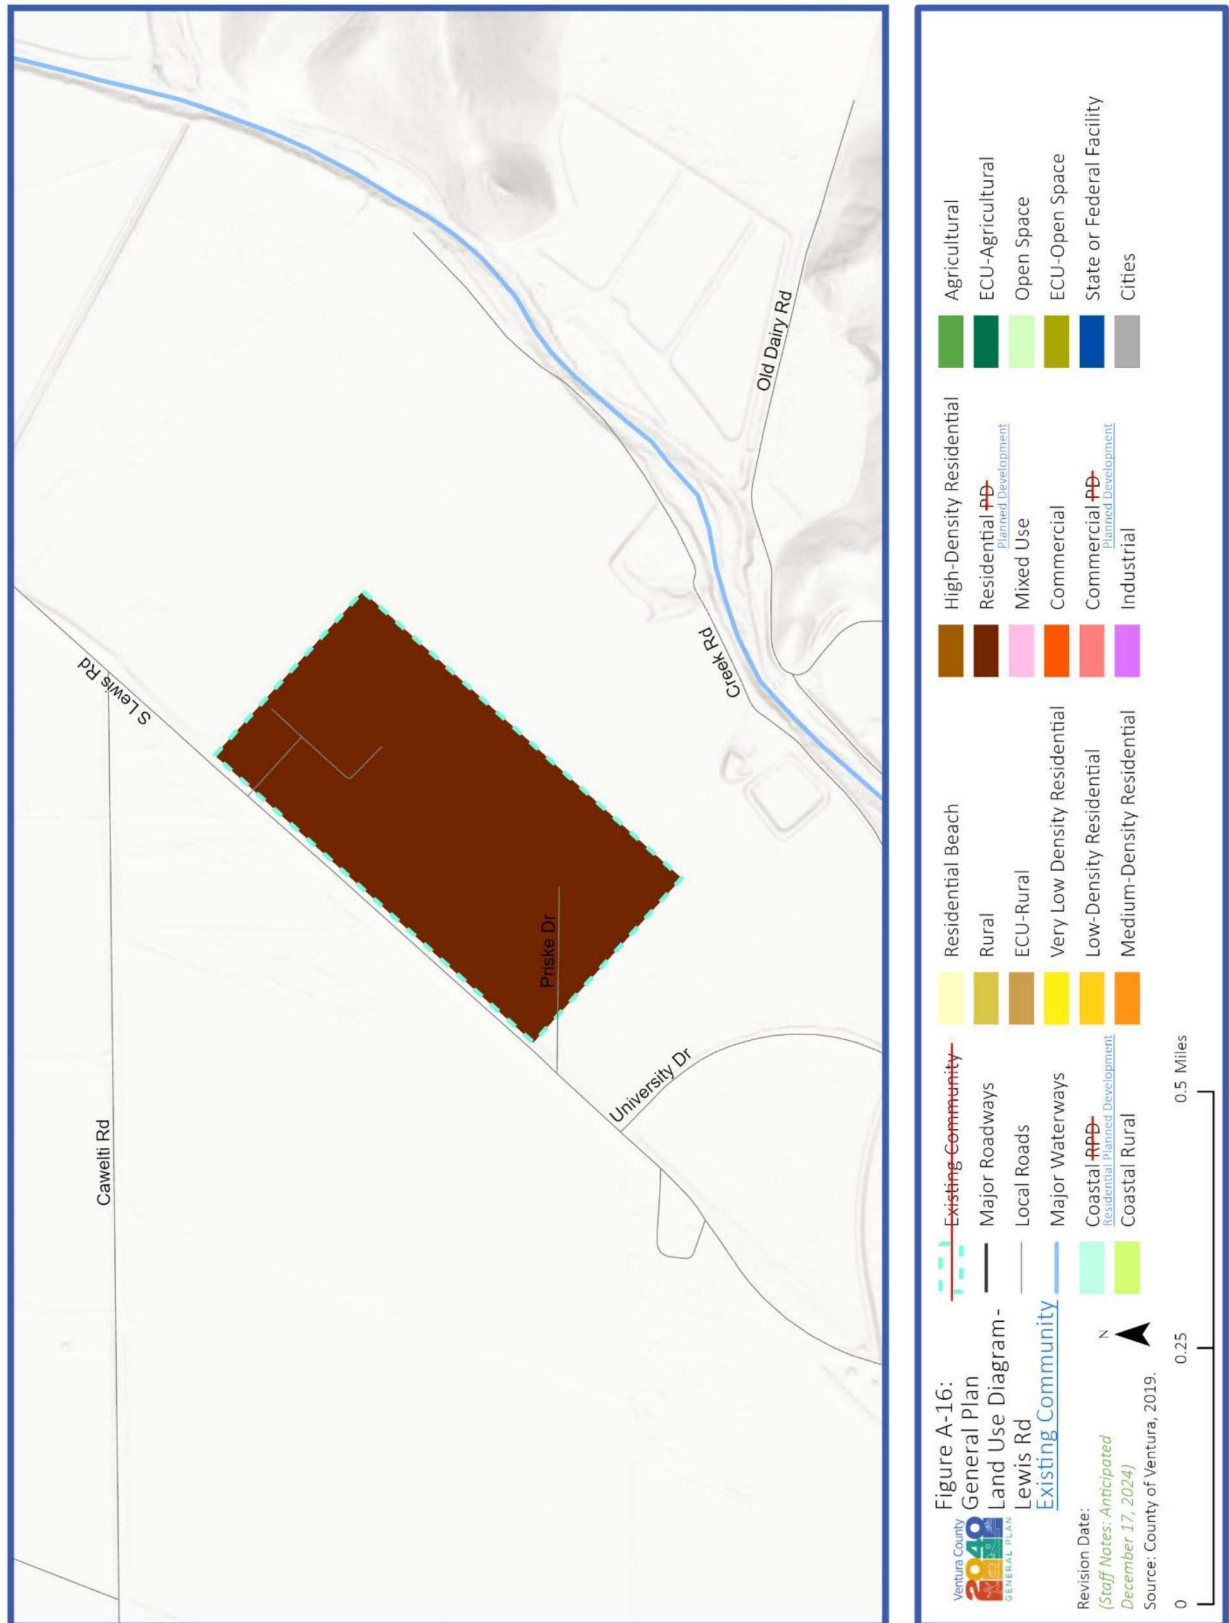 S Lewis Rd
Cawelti Rd
Priske Dr
University Dr
Creek Rd
Old Dairy Rd
Ventura County
2040
GENERAL PLAN
Figure A-16:
General Plan
Land Use Diagram-
Lewis Rd
Existing Community
Revision Date:
(Staff Notes: Anticipated
December 17, 2024)
Source: County of Ventura, 2019.
N
0 0.25 0.5 Miles
Existing Community
Major Roadways
Local Roads
Major Waterways
Coastal RPD
Residential Planned Development
Coastal Rural
Residential Beach
Rural
ECU-Rural
Very Low Density Residential
Low-Density Residential
Medium-Density Residential
High-Density Residential
Residential PD
Planned Development
Mixed Use
Commercial
Commercial PD
Planned Development
Industrial
Agricultural
ECU-Agricultural
Open Space
ECU-Open Space
State or Federal Facility
Cities